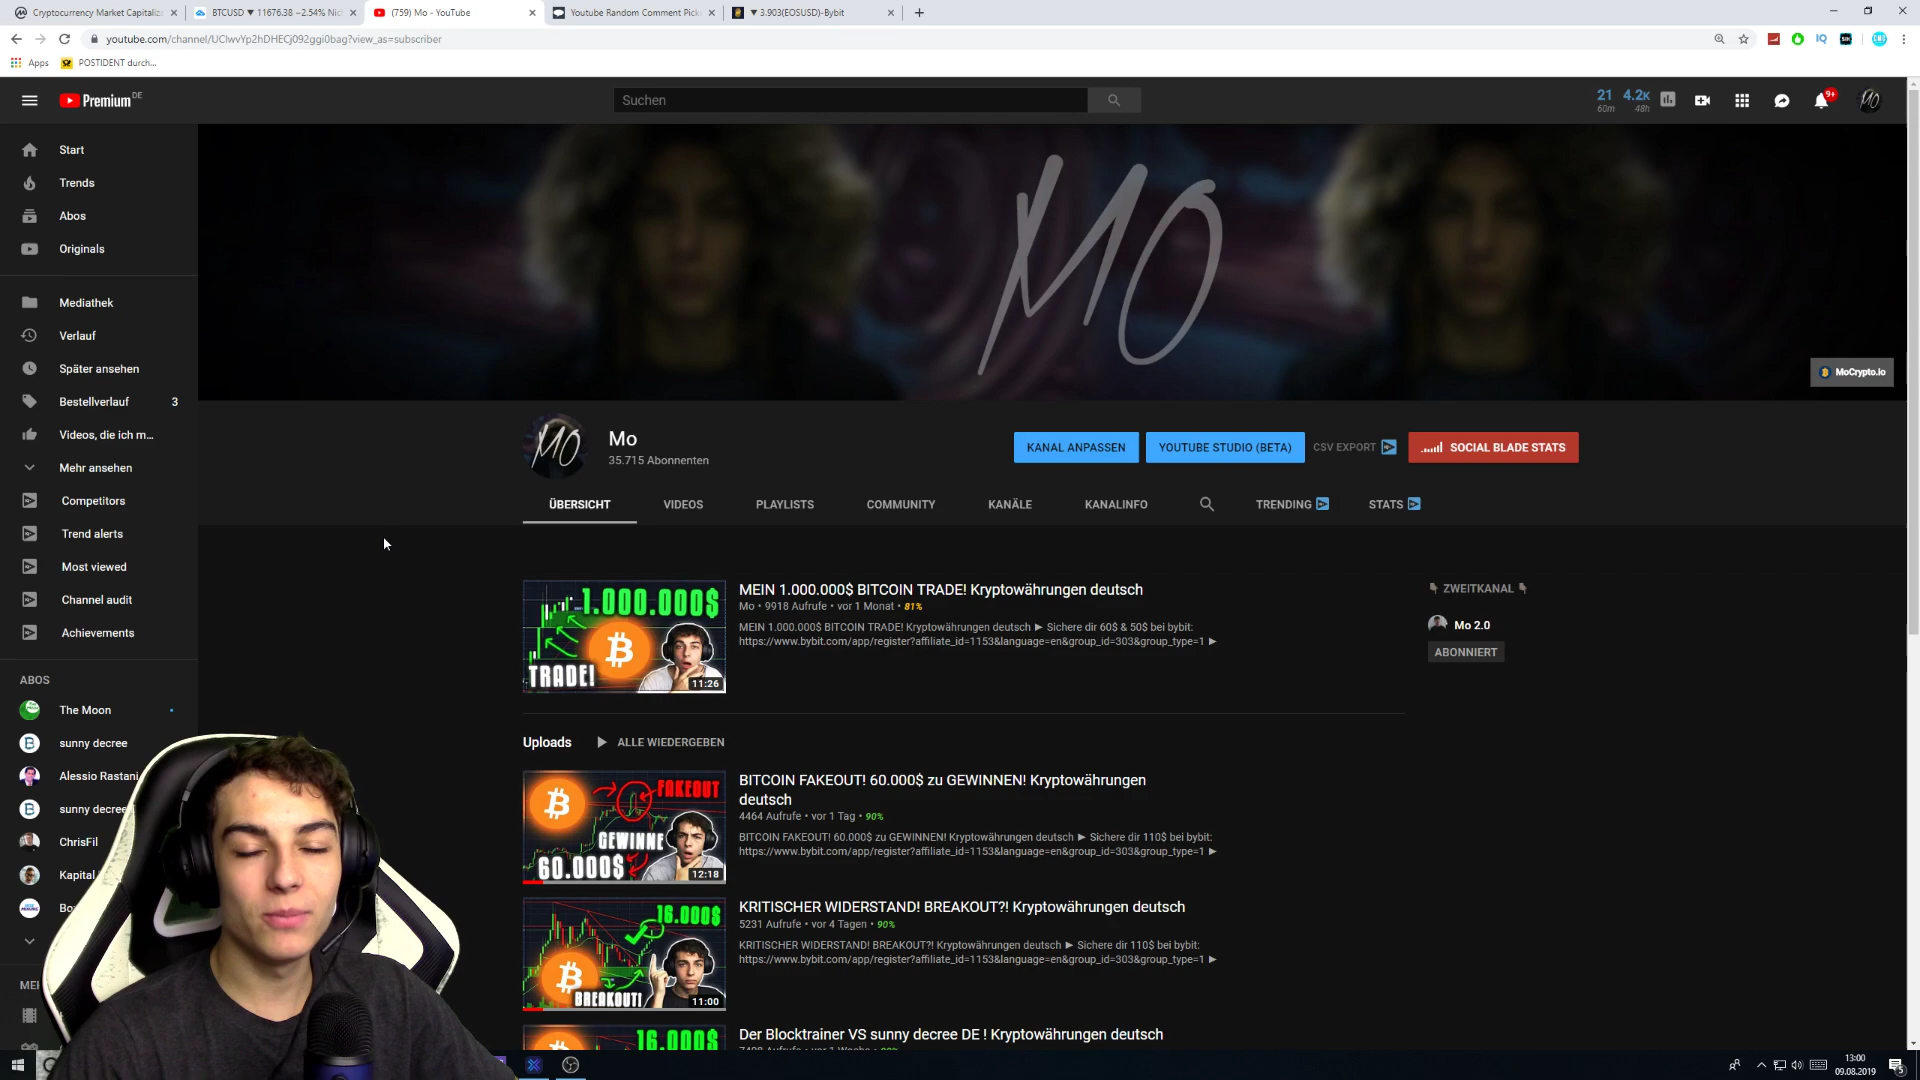 Cryptocurrency Market Capitaliza
BTCUSD ▼ 11676.38 −2.54% Nic
(759) Mo - YouTube
Youtube Random Comment Pick
▼ 3.903(EOSUSD)-Bybit
youtube.com/channel/UClwvYp2hDHECj092ggi0bag?view_as=subscriber
Apps
POSTIDENT durch...
Premium DE
Suchen
21
60m
4.2K
48h
9+
MO
Start
Trends
Abos
Originals
Mediathek
Verlauf
Später ansehen
Bestellverlauf 3
Videos, die ich m...
Mehr ansehen
Competitors
Trend alerts
Most viewed
Channel audit
Achievements
ABOS
The Moon
sunny decree
Alessio Rastani
sunny decree
ChrisFil
Kapital
MO
MoCrypto.io
MO
Mo
35.715 Abonnenten
KANAL ANPASSEN
YOUTUBE STUDIO (BETA)
CSV EXPORT
SOCIAL BLADE STATS
ÜBERSICHT
VIDEOS
PLAYLISTS
COMMUNITY
KANÄLE
KANALINFO
TRENDING
STATS
1.000.000$
TRADE!
11:26
MEIN 1.000.000$ BITCOIN TRADE! Kryptowährungen deutsch
Mo • 9918 Aufrufe • vor 1 Monat • 81%
MEIN 1.000.000$ BITCOIN TRADE! Kryptowährungen deutsch ► Sichere dir 60$ & 50$ bei bybit:
https://www.bybit.com/app/register?affiliate_id=1153&language=en&group_id=303&group_type=1 ►
ZWEITKANAL
Mo 2.0
ABONNIERT
Uploads
ALLE WIEDERGEBEN
FAKEOUT
GEWINNE
60.000$
12:18
BITCOIN FAKEOUT! 60.000$ zu GEWINNEN! Kryptowährungen
deutsch
4464 Aufrufe • vor 1 Tag • 90%
BITCOIN FAKEOUT! 60.000$ zu GEWINNEN! Kryptowährungen deutsch ► Sichere dir 110$ bei bybit:
https://www.bybit.com/app/register?affiliate_id=1153&language=en&group_id=303&group_type=1 ►
16.000$
BREAKOUT!
11:00
KRITISCHER WIDERSTAND! BREAKOUT?! Kryptowährungen deutsch
5231 Aufrufe • vor 4 Tagen • 90%
KRITISCHER WIDERSTAND! BREAKOUT?! Kryptowährungen deutsch ► Sichere dir 110$ bei bybit:
https://www.bybit.com/app/register?affiliate_id=1153&language=en&group_id=303&group_type=1 ►
16.000$
Der Blocktrainer VS sunny decree DE ! Kryptowährungen deutsch
13:00
09.08.2019
5